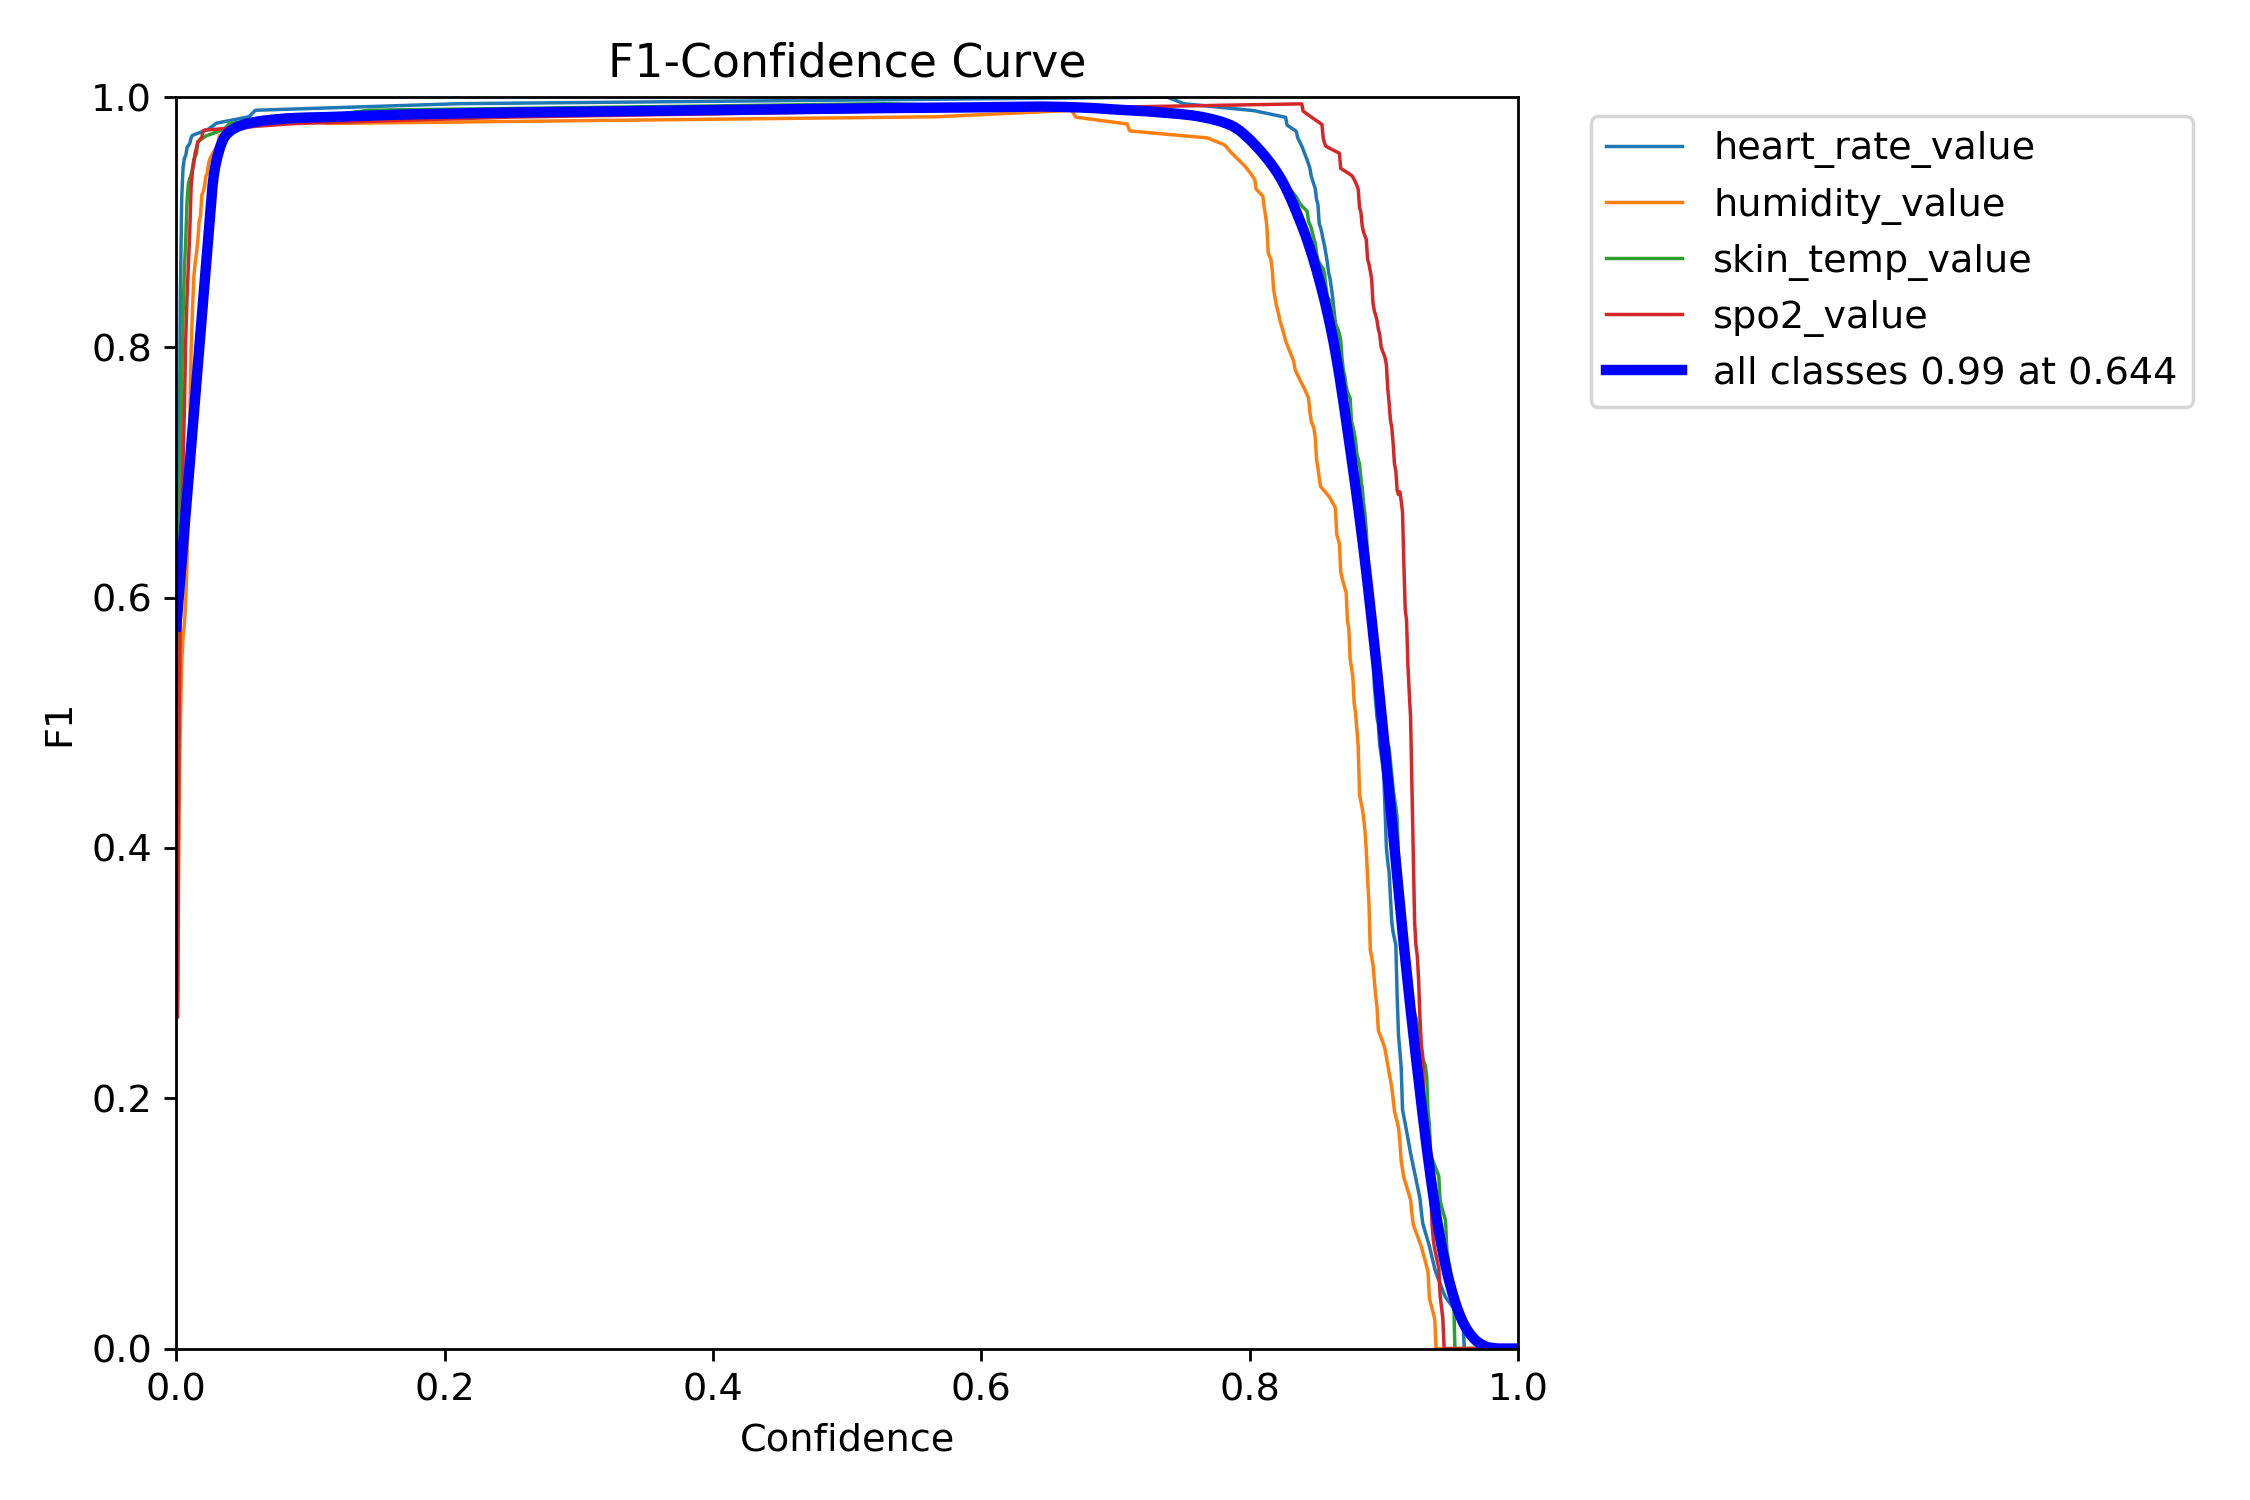 F1-Confidence Curve
1.0
0.8
0.6
0.4
0.2
0.0
F1
0.0 0.2 0.4 0.6 0.8 1.0
Confidence
heart_rate_value
humidity_value
skin_temp_value
spo2_value
all classes 0.99 at 0.644